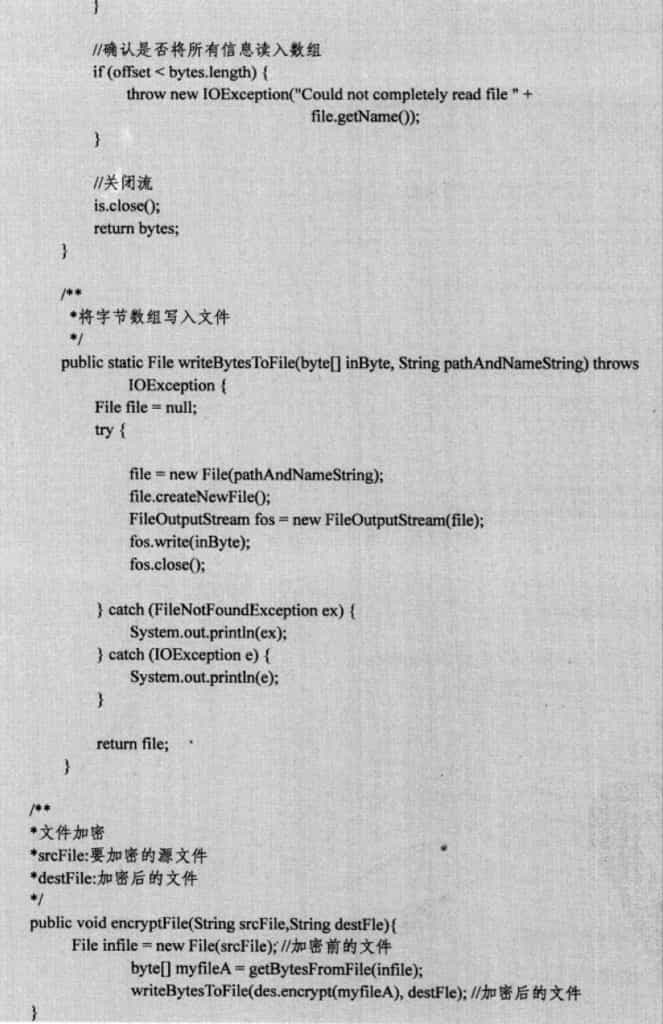 }
//确认是否将所有信息读入数组
if (offset < bytes.length) {
throw new IOException("Could not completely read file " +
file.getName());
}
//关闭流
is.close();
return bytes;
}
/**
*将字节数组写入文件
*/
public static File writeBytesToFile(byte[] inByte, String pathAndNameString) throws
IOException {
File file = null;
try {
file = new File(pathAndNameString);
file.createNewFile();
FileOutputStream fos = new FileOutputStream(file);
fos.write(inByte);
fos.close();
} catch (FileNotFoundException ex) {
System.out.println(ex);
} catch (IOException e) {
System.out.println(e);
}
return file;
}
/**
*文件加密
*srcFile:要加密的源文件
*destFile:加密后的文件
*/
public void encryptFile(String srcFile,String destFle){
File infile = new File(srcFile); //加密前的文件
byte[] myfileA = getBytesFromFile(infile);
writeBytesToFile(des.encrypt(myfileA), destFle); //加密后的文件
}